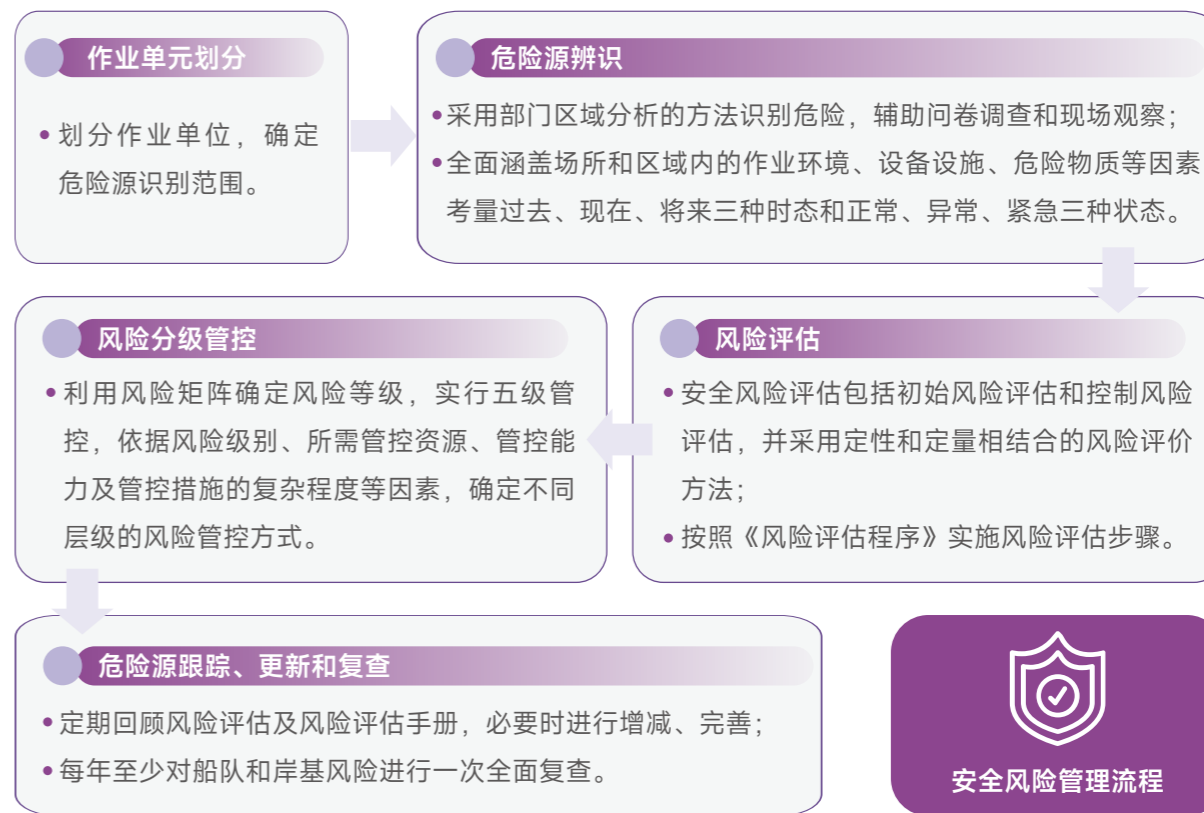 作业单元划分
• 划分作业单位，确定
危险源识别范围。
危险源辨识
• 采用部门区域分析的方法识别危险，辅助问卷调查和现场观察；
• 全面涵盖场所和区域内的作业环境、设备设施、危险物质等因素
考量过去、现在、将来三种时态和正常、异常、紧急三种状态。
风险评估
• 安全风险评估包括初始风险评估和控制风险
评估，并采用定性和定量相结合的风险评价
方法；
• 按照《风险评估程序》实施风险评估步骤。
风险分级管控
• 利用风险矩阵确定风险等级，实行五级管
控，依据风险级别、所需管控资源、管控能
力及管控措施的复杂程度等因素，确定不同
层级的风险管控方式。
危险源跟踪、更新和复查
• 定期回顾风险评估及风险评估手册，必要时进行增减、完善；
• 每年至少对船队和岸基风险进行一次全面复查。
安全风险管理流程